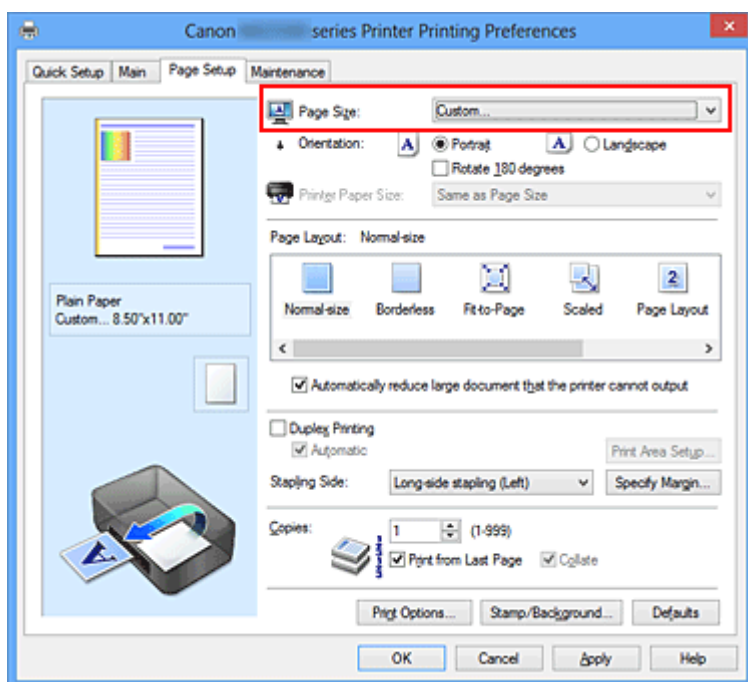 Canon series Printer Printing Preferences
Quick Setup Main Page Setup Maintenance
Page Size: Custom...
Orientation: A Portrait A Landscape
Rotate 180 degrees
Printer Paper Size: Same as Page Size
Page Layout: Normal-size
2
Normal-size Borderless Fit-to-Page Scaled Page Layout
Plain Paper
Custom... 8.50"x11.00"
Automatically reduce large document that the printer cannot output
Duplex Printing
Automatic
Print Area Setup...
Stapling Side: Long-side stapling (Left) Specify Margin...
Copies: 1 (1-999)
Print from Last Page Collate
A
Print Options... Stamp/Background... Defaults
OK Cancel Apply Help